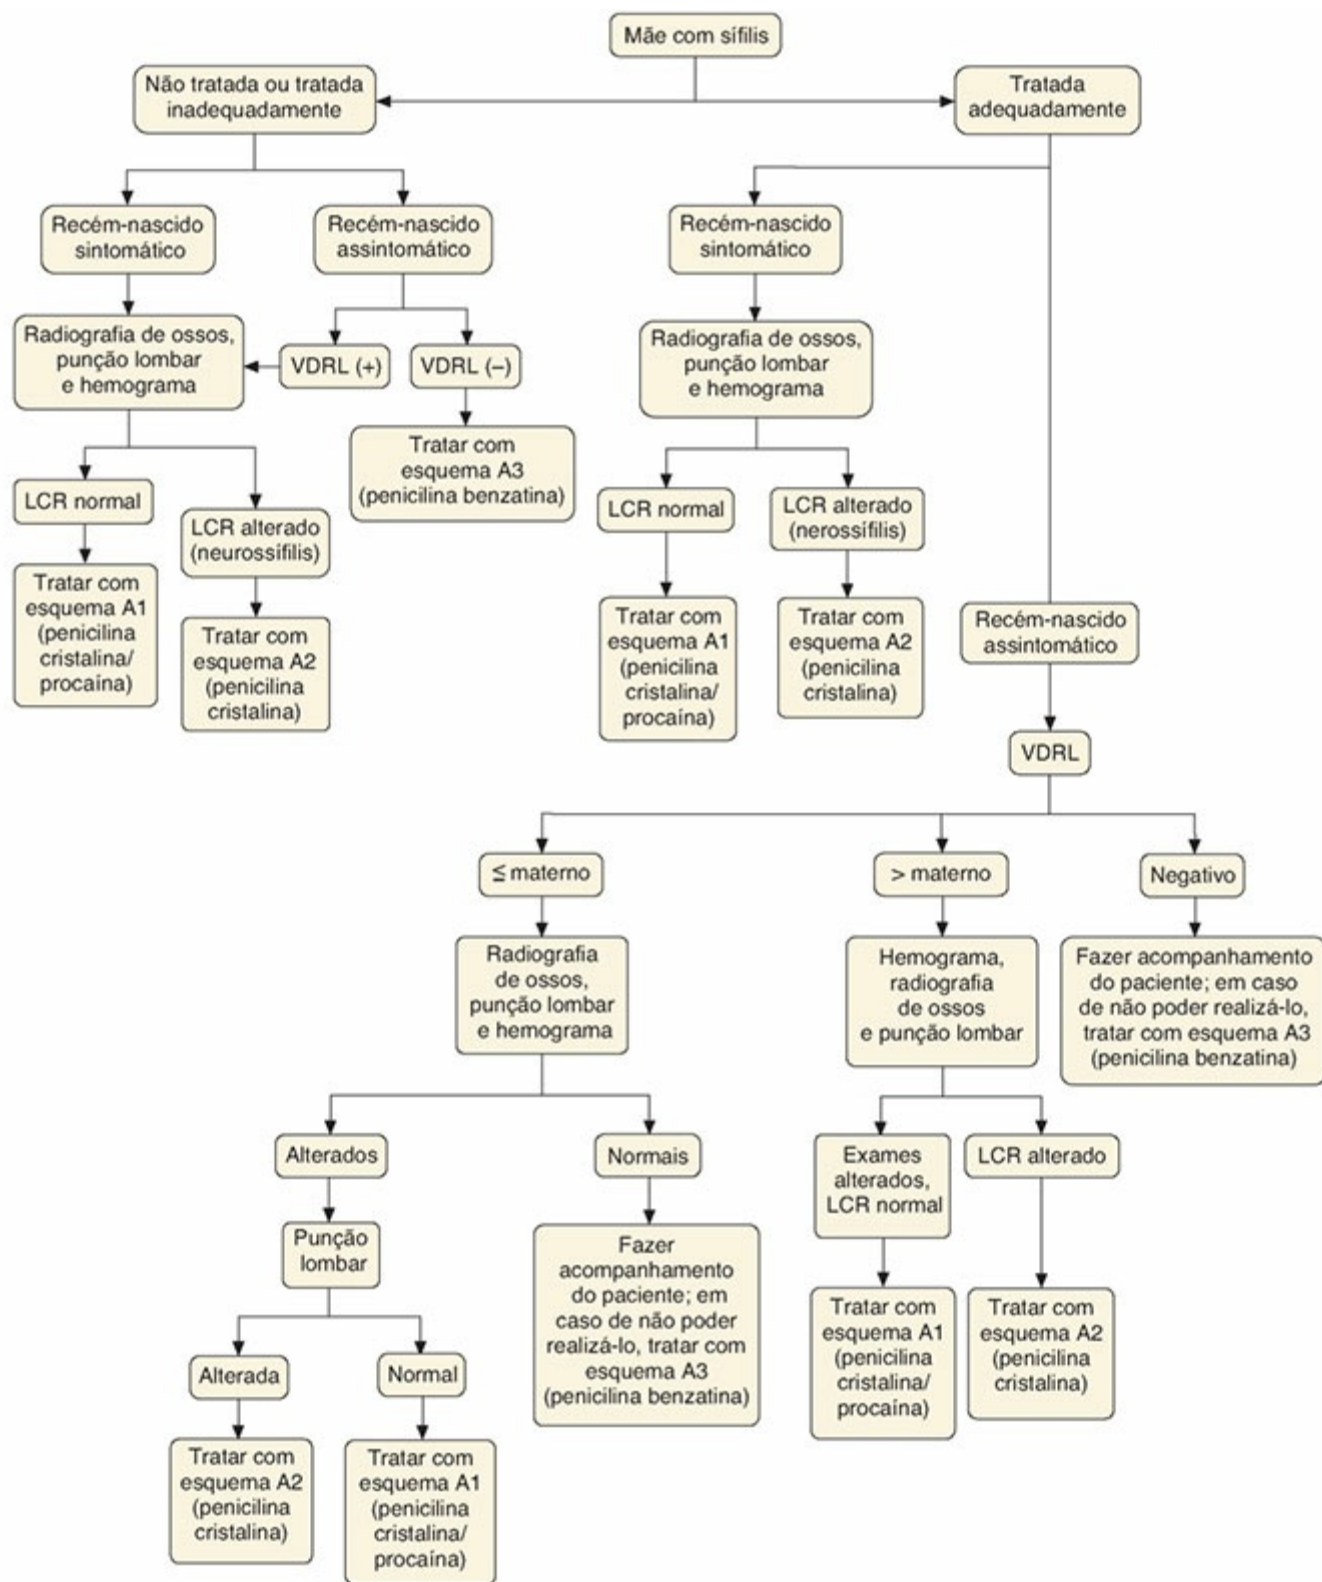 Mãe com sífilis
Não tratada ou tratada
inadequadamente
Tratada
adequadamente
Recém-nascido
sintomático
Recém-nascido
assintomático
Radiografia de ossos,
punção lombar
e hemograma
VDRL (+)
VDRL (–)
Tratar com
esquema A3
(penicilina benzatina)
LCR normal
LCR alterado
(neurossífilis)
Tratar com
esquema A1
(penicilina
cristalina/
procaína)
Tratar com
esquema A2
(penicilina
cristalina)
Recém-nascido
sintomático
Radiografia de ossos,
punção lombar
e hemograma
LCR normal
LCR alterado
(nerossífilis)
Tratar com
esquema A1
(penicilina
cristalina/
procaína)
Tratar com
esquema A2
(penicilina
cristalina)
Recém-nascido
assintomático
VDRL
≦ materno
> materno
Negativo
Radiografia
de ossos,
punção lombar
e hemograma
Hemograma,
radiografia
de ossos
e punção lombar
Fazer acompanhamento
do paciente; em caso
de não poder realizá-lo,
tratar com esquema A3
(penicilina benzatina)
Alterados
Normais
Exames
alterados,
LCR normal
LCR alterado
Punção
lombar
Fazer
acompanhamento
do paciente; em
caso de não poder
realizá-lo, tratar com
esquema A3
(penicilina benzatina)
Tratar com
esquema A1
(penicilina
cristalina/
procaína)
Tratar com
esquema A2
(penicilina
cristalina)
Alterada
Normal
Tratar com
esquema A2
(penicilina
cristalina)
Tratar com
esquema A1
(penicilina
cristalina/
procaína)